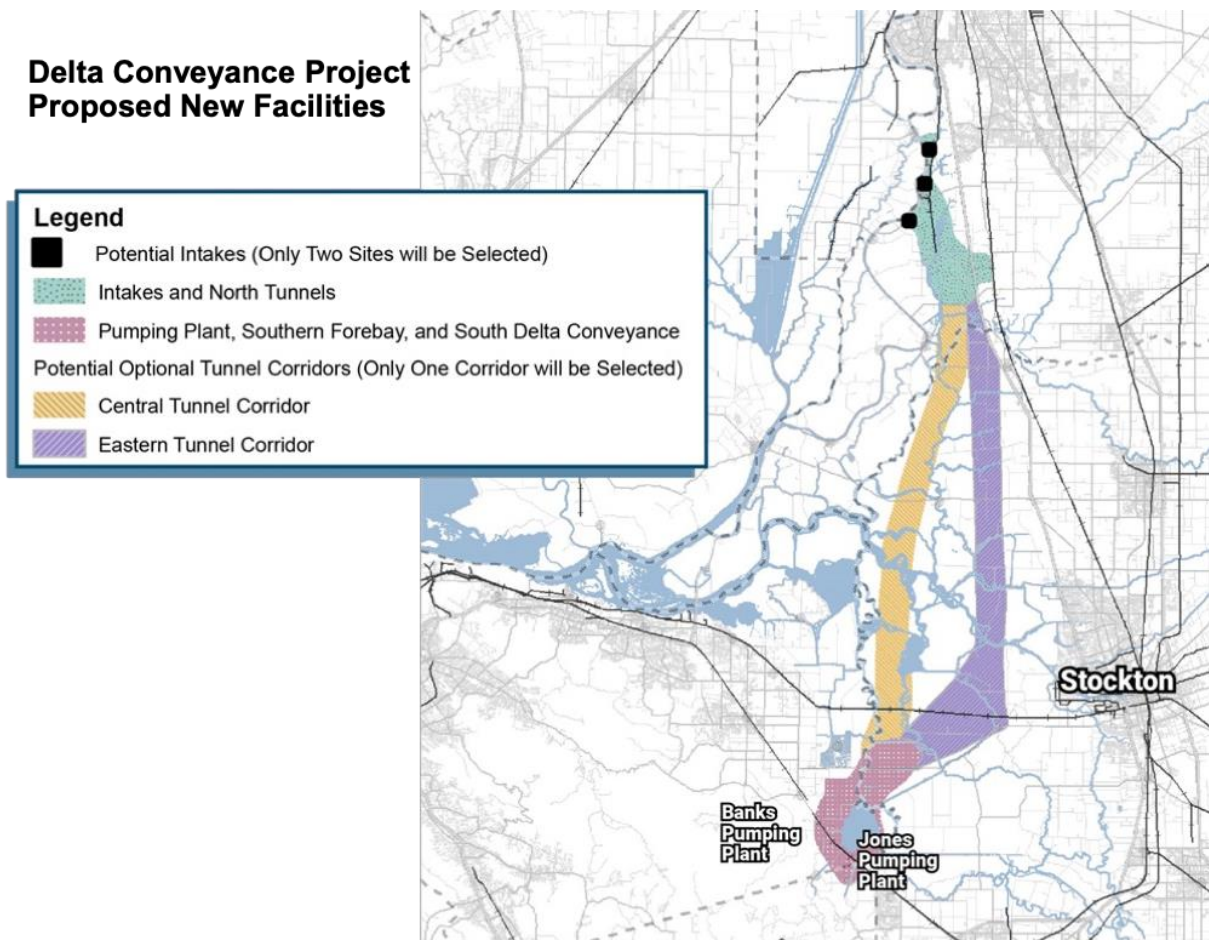 Delta Conveyance Project
Proposed New Facilities
Legend
Potential Intakes (Only Two Sites will be Selected)
Intakes and North Tunnels
Pumping Plant, Southern Forebay, and South Delta Conveyance
Potential Optional Tunnel Corridors (Only One Corridor will be Selected)
Central Tunnel Corridor
Eastern Tunnel Corridor
Stockton
Banks
Pumping
Plant
Jones
Pumping
Plant